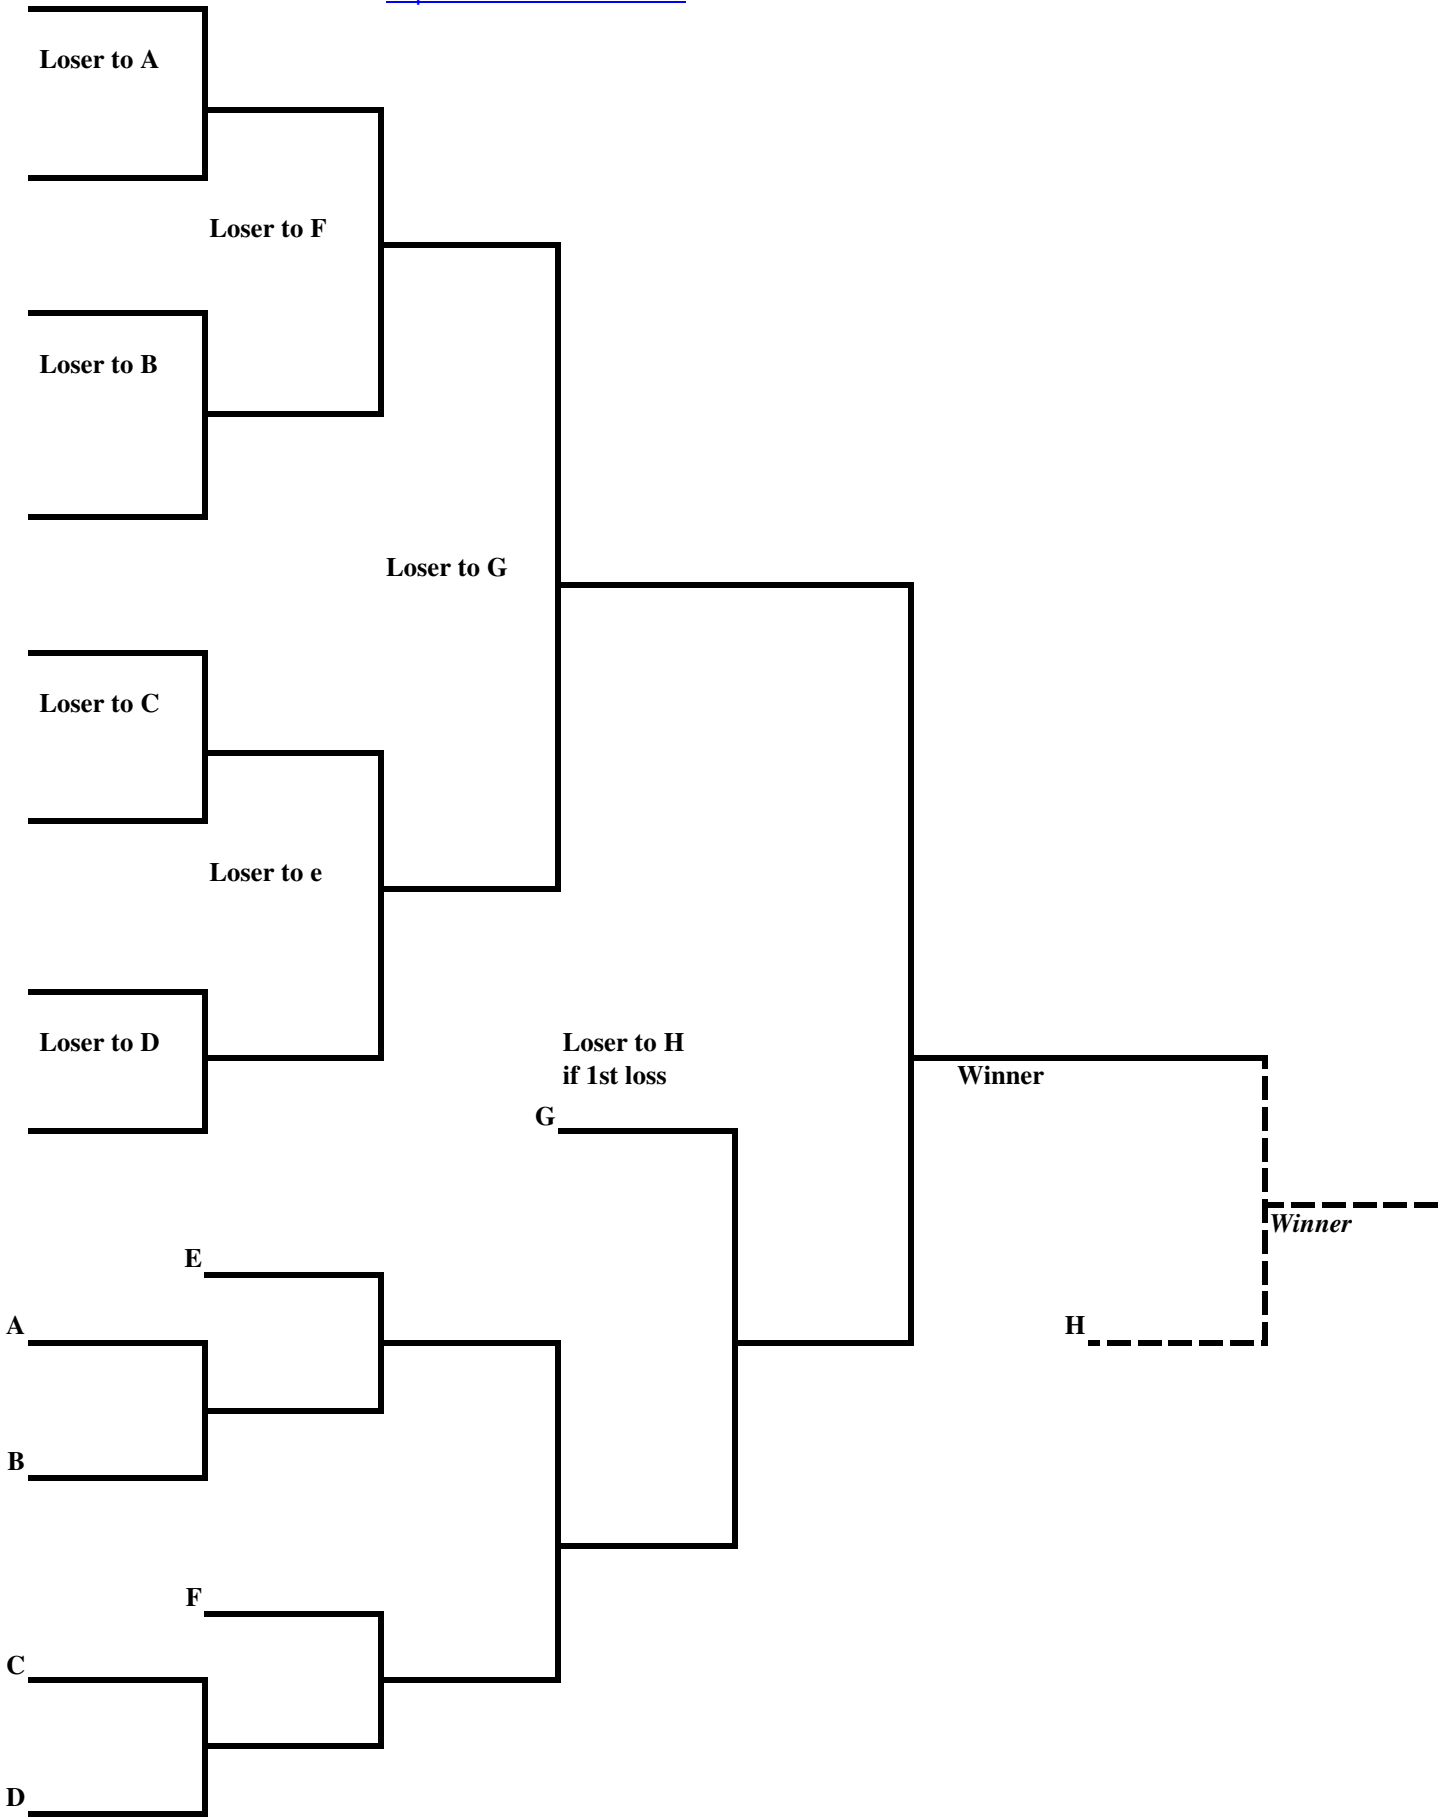 Loser to A
Loser to F
Loser to B
Loser to G
Loser to C
Loser to e
Loser to D
Loser to H
if 1st loss
Winner
G
Winner
E
A
H
B
F
C
D